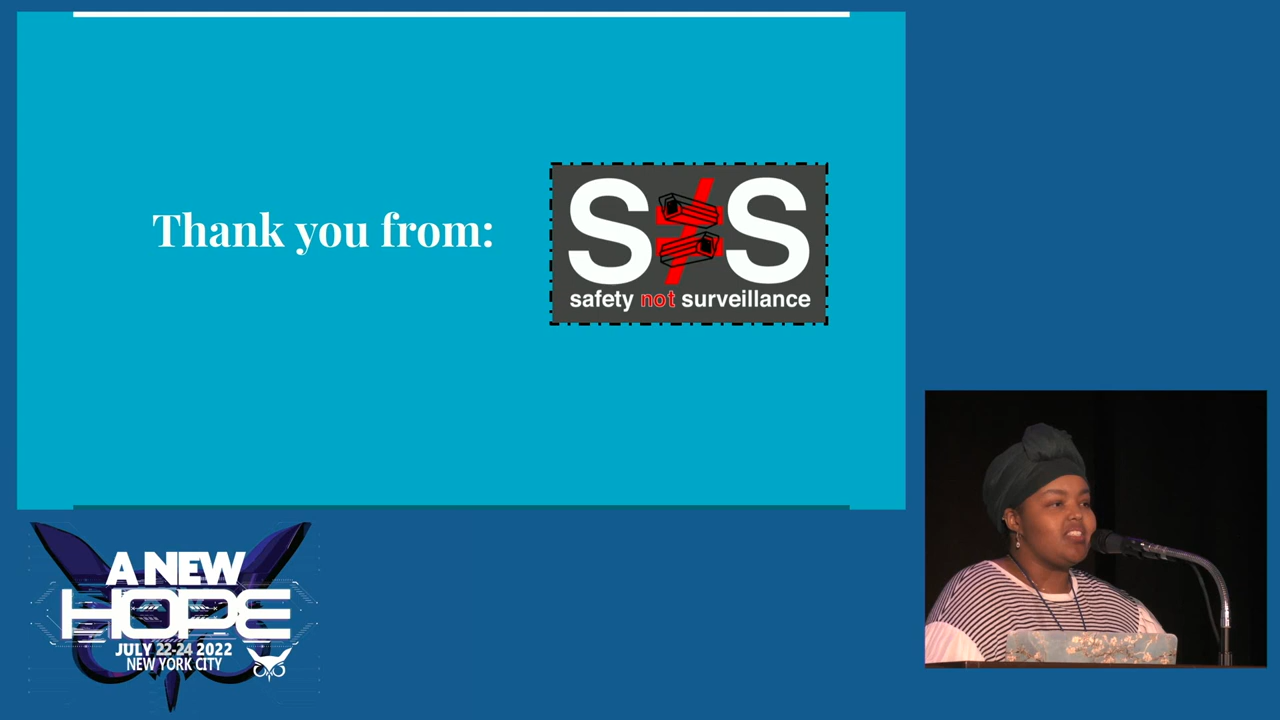 Thank you from:
S≠S
safety not surveillance
A NEW
HOPE
JULY 22-24 2022
NEW YORK CITY